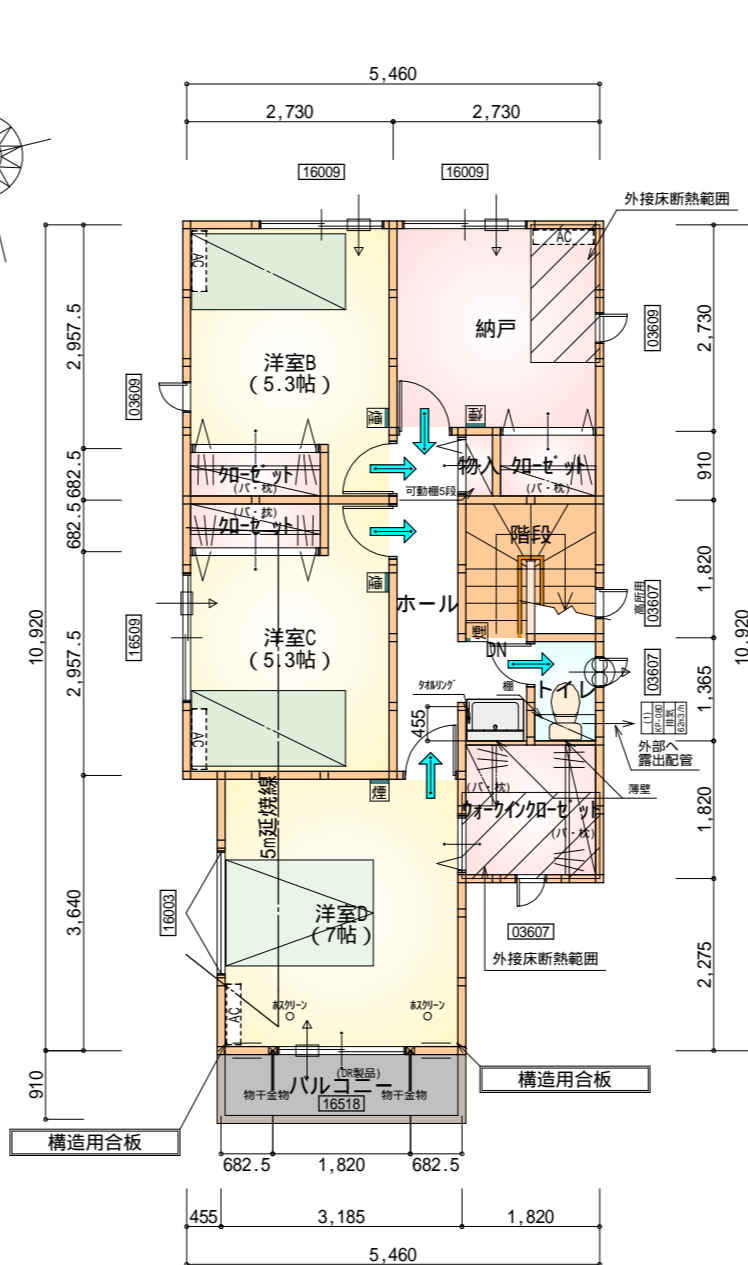 5,460
2,730
2,730
16009
16009
外接床断熱範囲
AC
AC
2,957.5
2,730
03609
03609
納戸
洋室B
(5.3帖)
煙
煙
682.5
910
クローゼット
(パ・枕)
物入
クローゼット
(パ・枕)
可動棚5段
682.5
クローゼット
(パ・枕)
階段
1,820
煙
ホール
高所用
03607
10,920
10,920
16509
2,957.5
洋室C
(5.3帖)
煙
DN
トイレ
03607
1,365
タオルリング
棚
455
(1)
KP-08D
排気
62m3/h
外部へ
露出配管
AC
煙
(パ・枕)
薄壁
ウォークインクローゼット
(パ・枕)
1,820
5m延焼線
3,640
16003
洋室D
(7帖)
03607
外接床断熱範囲
2,275
AC
ホスクリーン
ホスクリーン
(DR製品)
バルコニー
物干金物
16518
物干金物
910
構造用合板
構造用合板
682.5
1,820
682.5
455
3,185
1,820
5,460